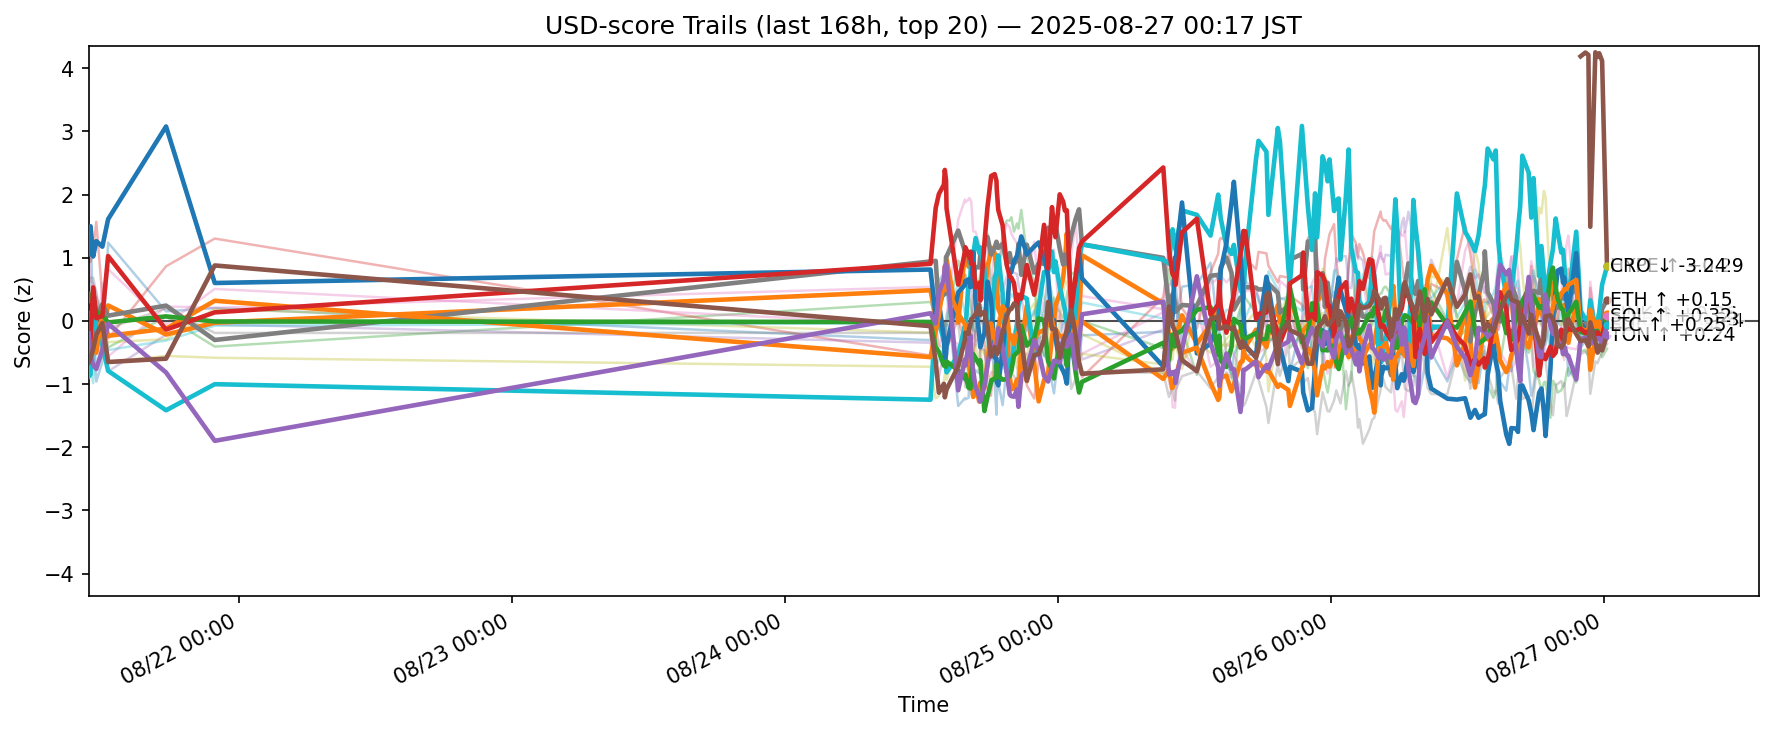 USD-score Trails (last 168h, top 20) — 2025-08-27 00:17 JST
Score (z)
4
3
2
1
0
−1
−2
−3
−4
CRO ↓ -3.24
ETH ↑ +0.15
LTC ↑ +0.25
TON ↑ +0.24
08/22 00:00
08/23 00:00
08/24 00:00
08/25 00:00
08/26 00:00
08/27 00:00
Time